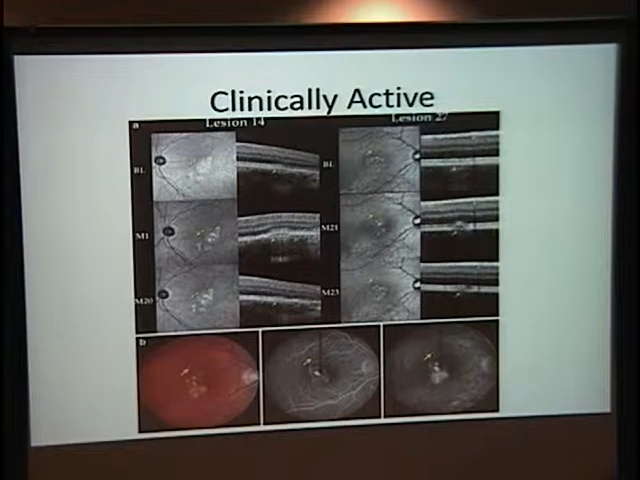 Clinically Active
a
Lesion 14
Lesion 27
BL
BL
M1
M21
M20
M23
b